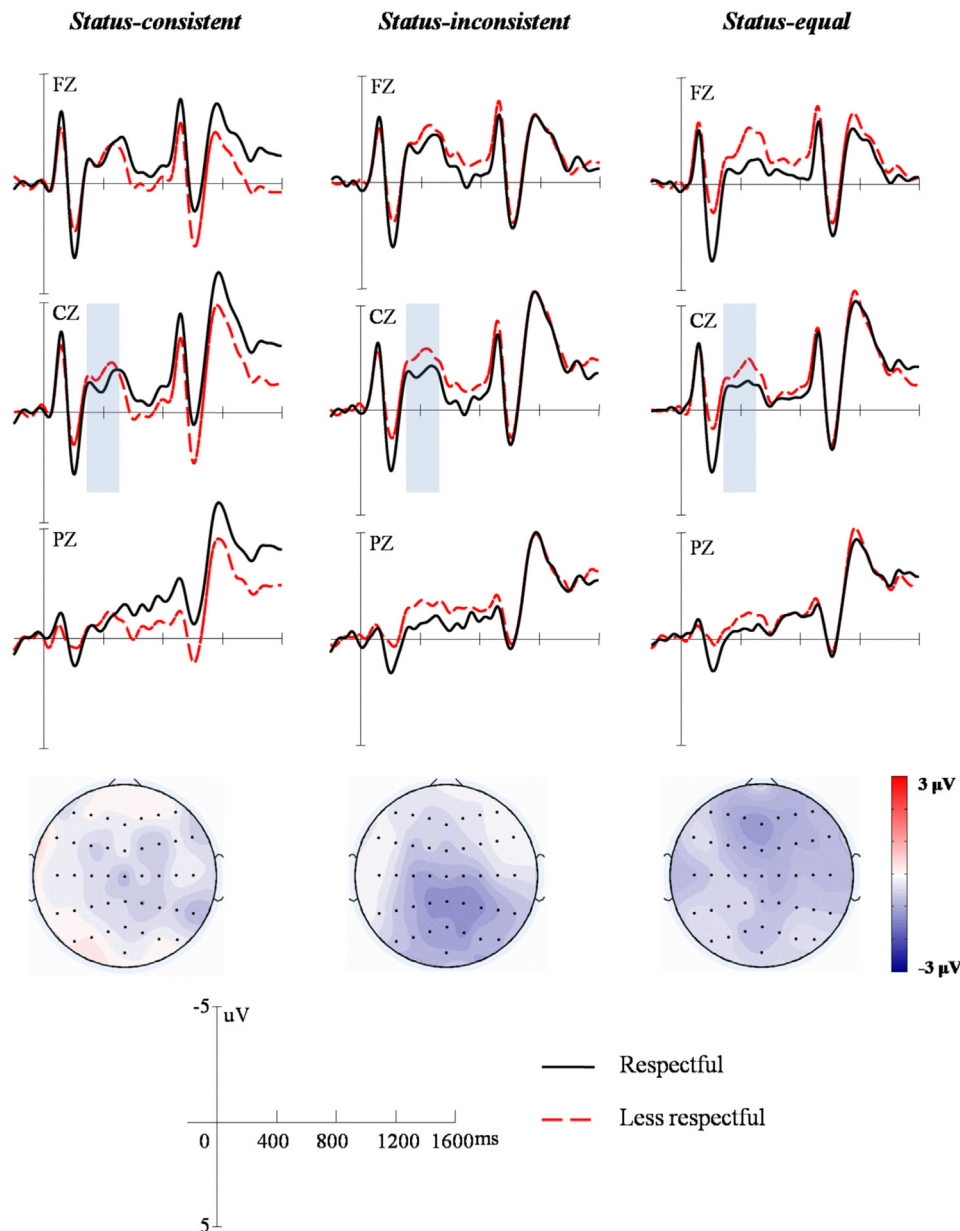 Status-consistent
Status-inconsistent
Status-equal
FZ
FZ
FZ
CZ
CZ
CZ
PZ
PZ
PZ
3 μV
-3 μV
-5
uV
0
400
800
1200
1600ms
5
Respectful
Less respectful